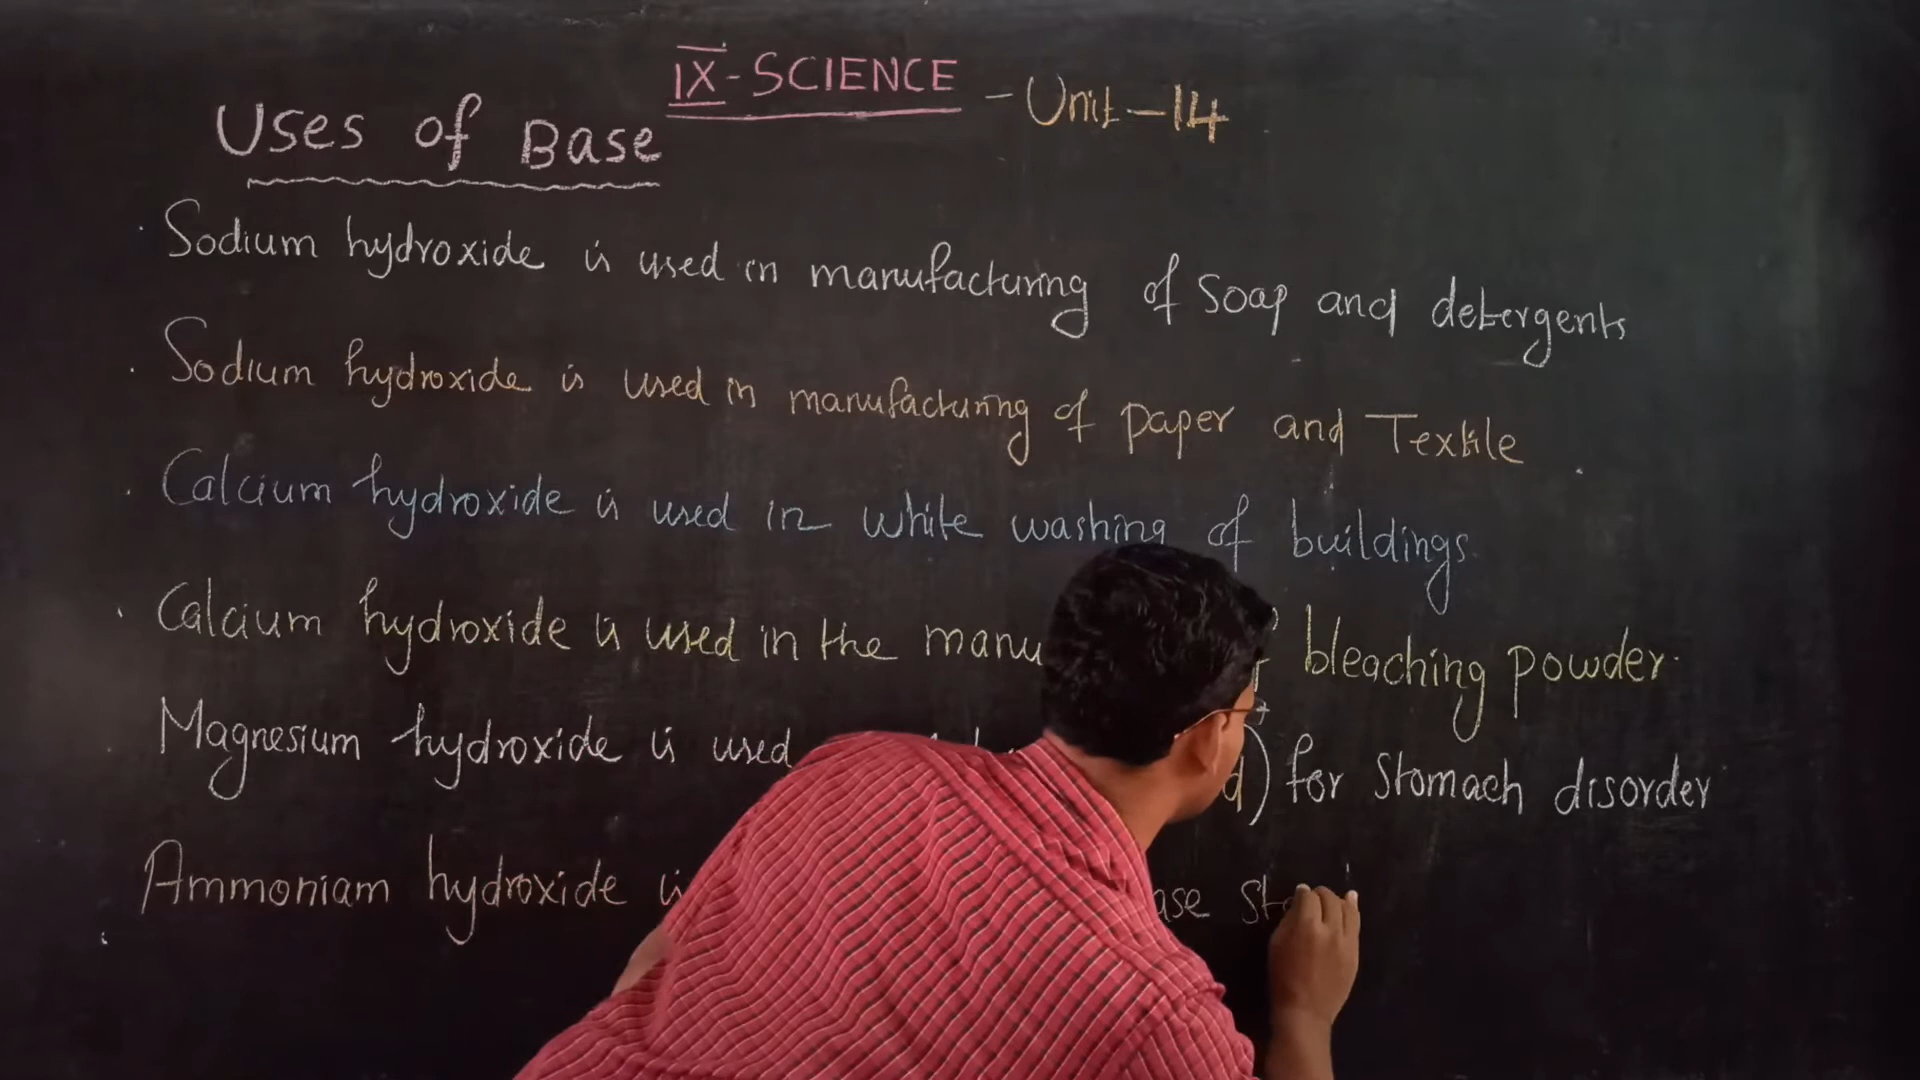 IX - SCIENCE - Unit - 14
Uses of Base
Sodium hydroxide is used in manufacturing of Soap and detergents
Sodium hydroxide is used in manufacturing of paper and Textile
Calcium hydroxide is used in white washing of buildings.
Calcium hydroxide is used in the bleaching powder.
Magnesium hydroxide is used for Stomach disorder
Ammoniam hydroxide is